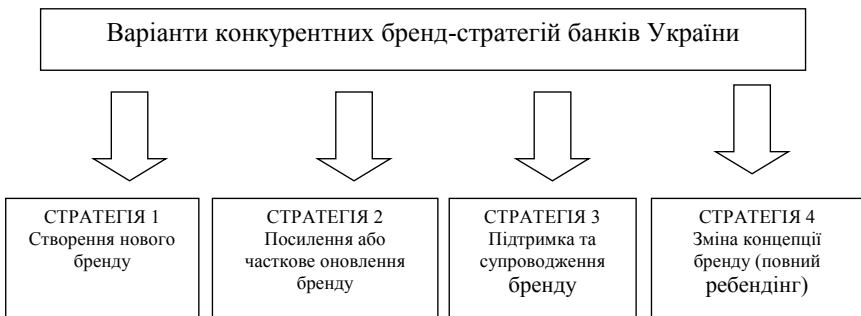 Варіанти конкурентних бренд-стратегій банків України
СТРАТЕГІЯ 1
Створення нового
бренду
СТРАТЕГІЯ 2
Посилення або
часткове оновлення
бренду
СТРАТЕГІЯ 3
Підтримка та
супроводження
бренду
СТРАТЕГІЯ 4
Зміна концепції
бренду (повний
ребендінг)